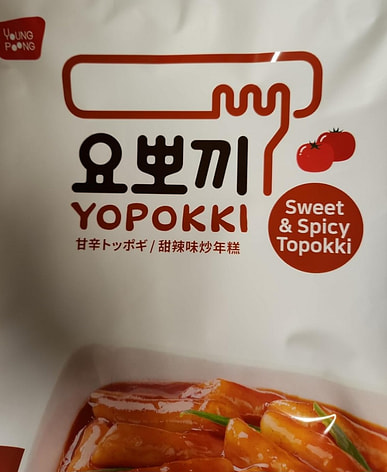 YOUNG
POONG
요뽀끼
YOPOKKI
甘辛トッポギ / 甜辣味炒年糕
Sweet
& Spicy
Topokki